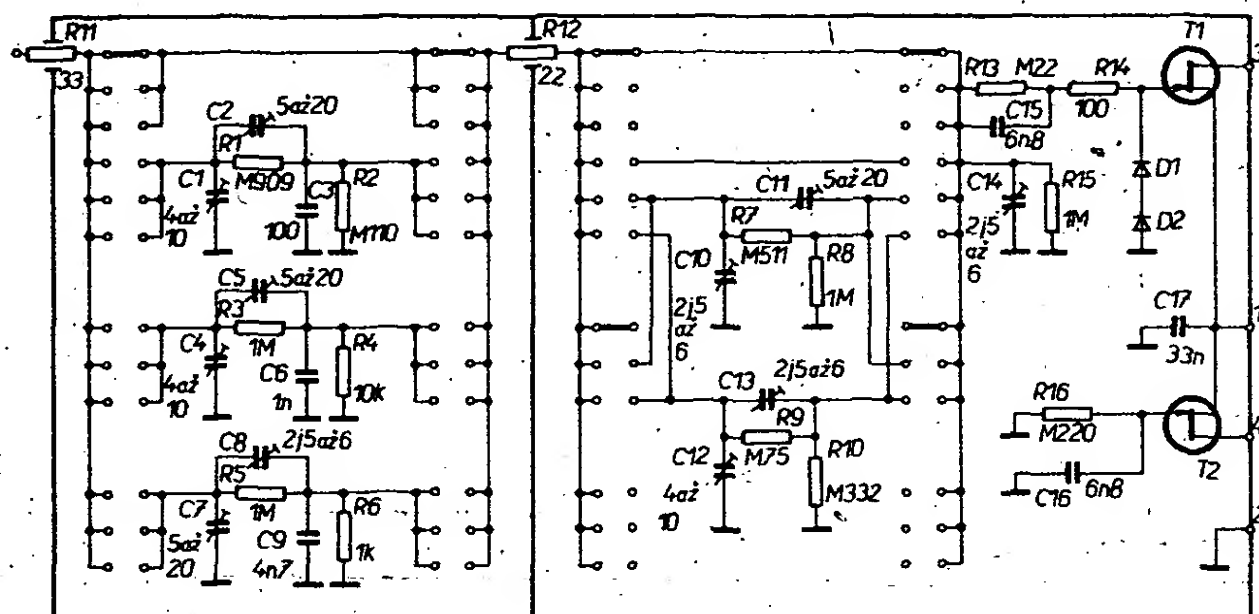 R11
33
R12
22
T1
R13
M22
R14
100
C15
6n8
D1
D2
C2
5až20
R1
M909
C1
4až
10
C3
100
R2
M110
C5
5až20
R3
1M
C4
4až
10
C6
1n
R4
10k
C8
2j5až6
R5
1M
C7
5až
20
C9
4n7
R6
1k
C11
5až20
R7
M511
C10
2j5
až
6
R8
1M
C13
2j5až6
R9
M75
C12
4až
10
R10
M332
C14
2j5
až
6
R15
1M
C17
33n
R16
M220
C16
6n8
T2